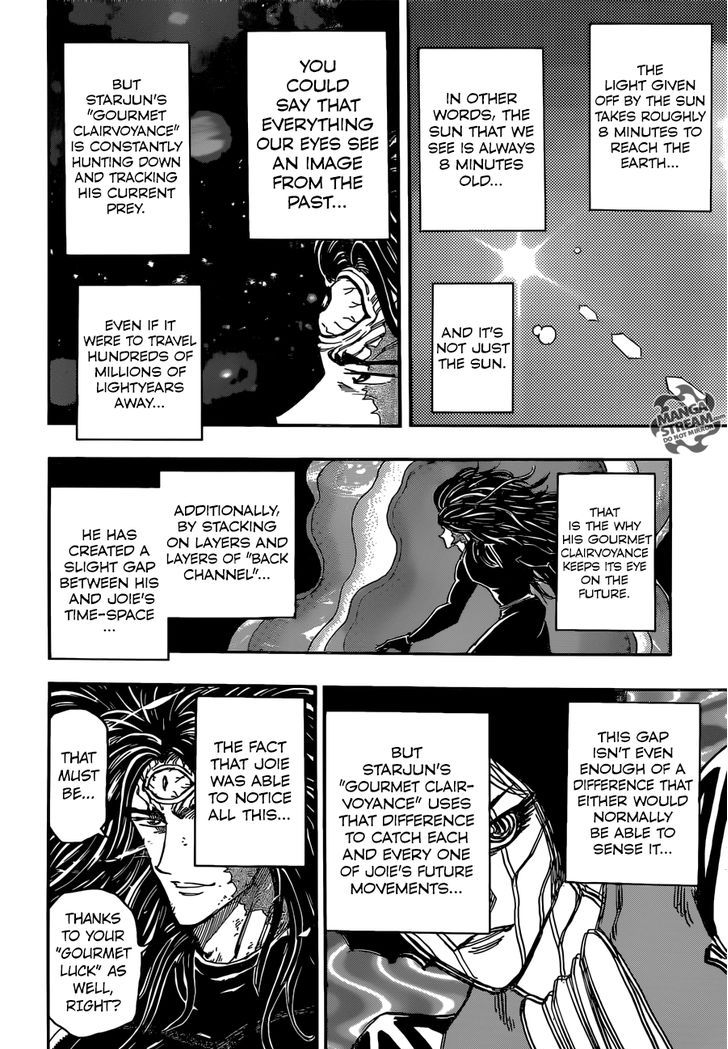 THE
LIGHT GIVEN
OFF BY THE SUN
TAKES ROUGHLY
8 MINUTES TO
REACH THE
EARTH...
IN OTHER
WORDS, THE
SUN THAT WE
SEE IS ALWAYS
8 MINUTES
OLD...
AND IT'S
NOT JUST
THE SUN.
MANGA
STREAM.com
DO NOT MIRROR
YOU
COULD
SAY THAT
EVERYTHING
OUR EYES SEE
AN IMAGE
FROM THE
PAST...
BUT
STARJUN'S
"GOURMET
CLAIRVOYANCE"
IS CONSTANTLY
HUNTING DOWN
AND TRACKING
HIS CURRENT
PREY.
EVEN IF IT
WERE TO TRAVEL
HUNDREDS OF
MILLIONS OF
LIGHTYEARS
AWAY...
THAT
IS THE WHY
HIS GOURMET
CLAIRVOYANCE
KEEPS ITS EYE
ON THE
FUTURE.
ADDITIONALLY,
BY STACKING
ON LAYERS AND
LAYERS OF "BACK
CHANNEL"...
HE HAS
CREATED A
SLIGHT GAP
BETWEEN HIS
AND JOIE'S
TIME-SPACE
...
THIS GAP
ISN'T EVEN
ENOUGH OF A
DIFFERENCE THAT
EITHER WOULD
NORMALLY
BE ABLE TO
SENSE IT...
BUT
STARJUN'S
"GOURMET CLAIR-
VOYANCE" USES
THAT DIFFERENCE
TO CATCH EACH
AND EVERY ONE
OF JOIE'S FUTURE
MOVEMENTS...
THE FACT
THAT JOIE
WAS ABLE
TO NOTICE
ALL THIS...
THAT
MUST
BE...
THANKS
TO YOUR
"GOURMET
LUCK" AS
WELL,
RIGHT?